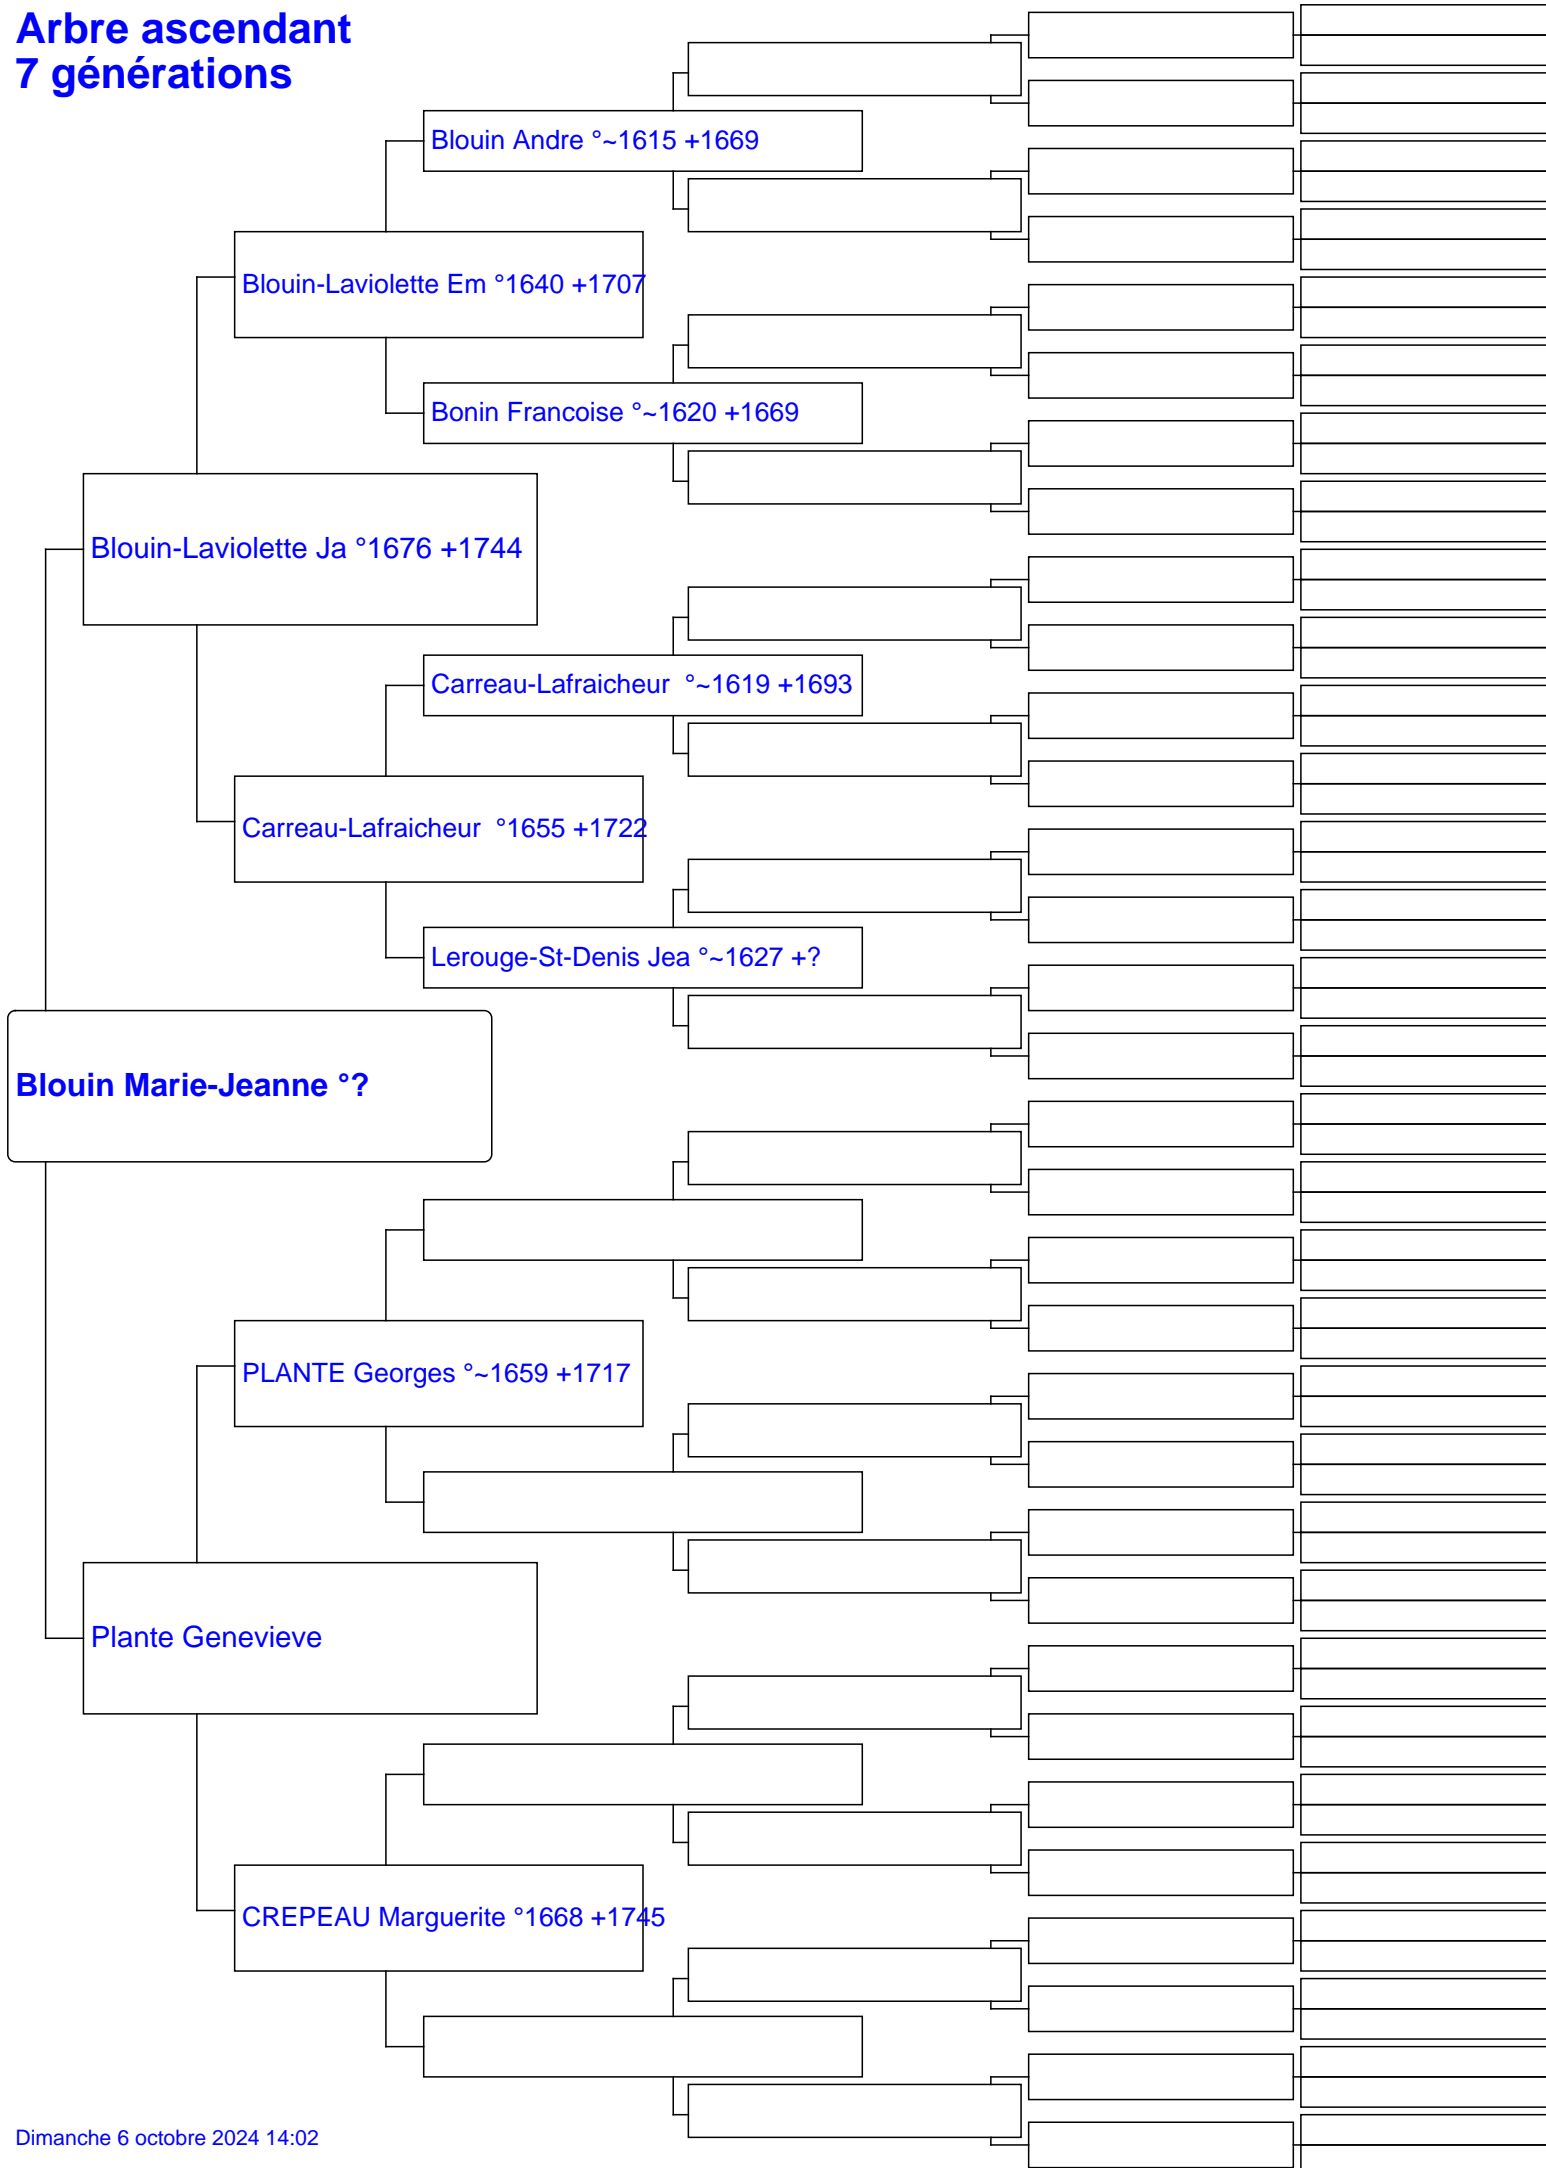 Arbre ascendant
7 générations
Blouin Andre °~1615 +1669
Blouin-Laviolette Em °1640 +1707
Bonin Francoise °~1620 +1669
Blouin-Laviolette Ja °1676 +1744
Carreau-Lafraicheur  °~1619 +1693
Carreau-Lafraicheur  °1655 +1722
Lerouge-St-Denis Jea °~1627 +?
Blouin Marie-Jeanne °?
PLANTE Georges °~1659 +1717
Plante Genevieve
CREPEAU Marguerite °1668 +1745
Dimanche 6 octobre 2024 14:02